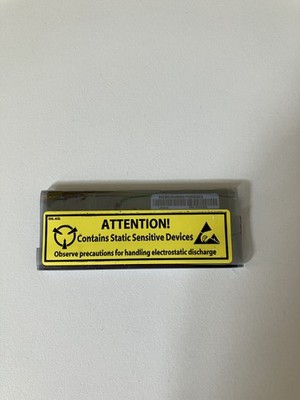 ATTENTION!
Contains Static Sensitive Devices
Observe precautions for handling electrostatic discharge